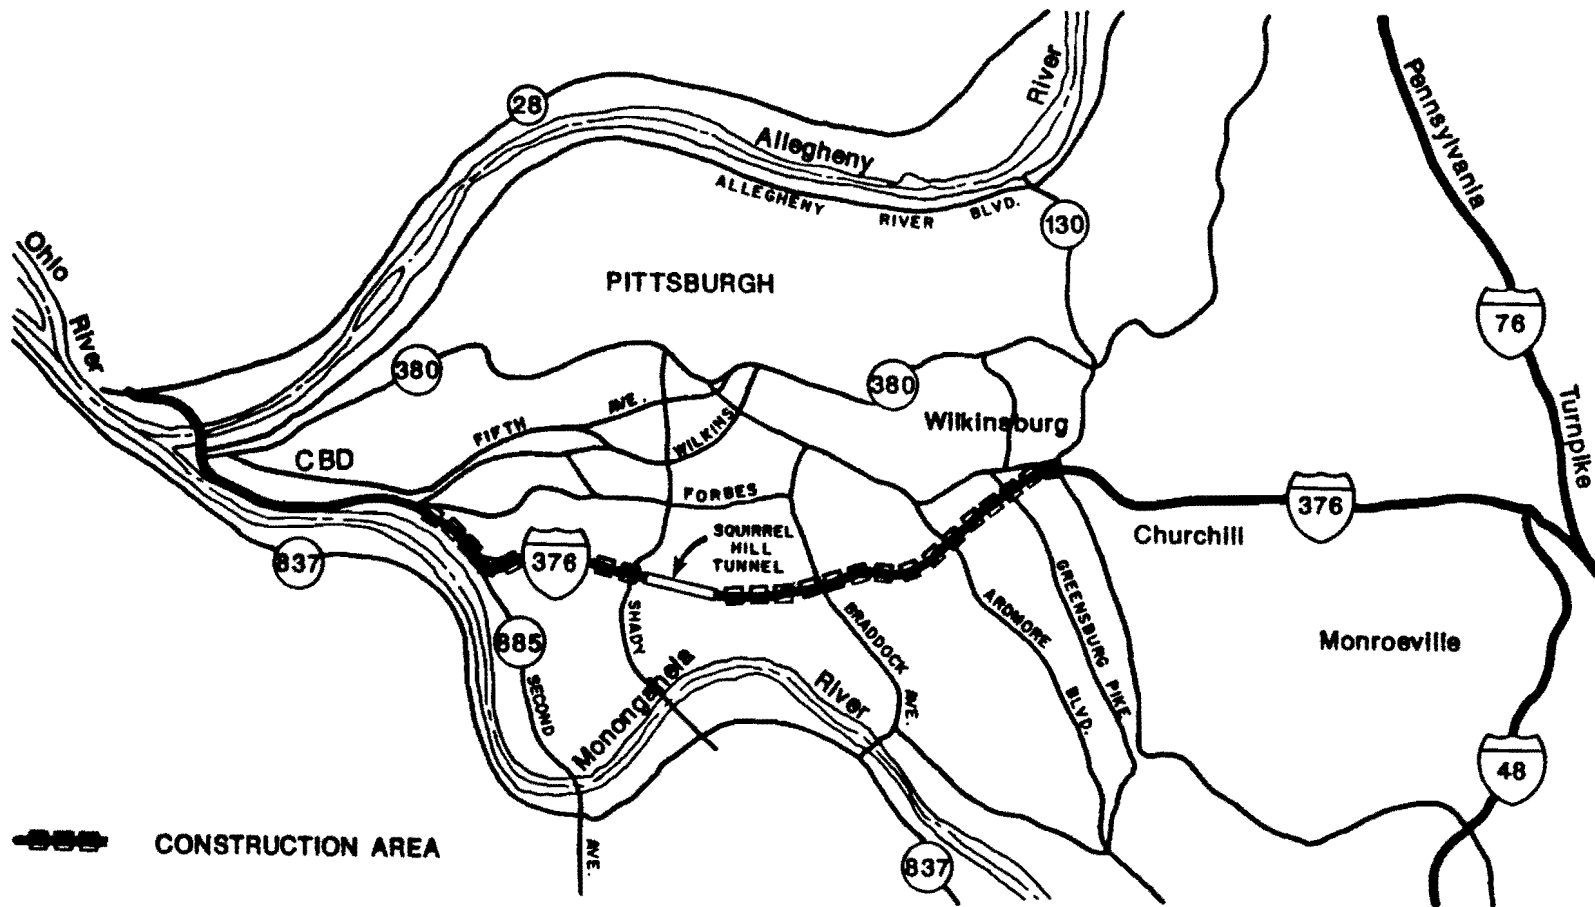 28
River
Allegheny
ALLEGHENY RIVER BLVD.
130
Pennsylvania
Ohio
River
PITTSBURGH
76
380
380
FIFTH AVE.
WILKINS
Wilkinsburg
Turnpike
CBD
FORBES
376
Churchill
SQUIRREL
HILL
TUNNEL
837
376
SHADY
BRADDOCK AVE.
ARDMORE BLVD.
GREENSBURG PIKE
885
Monroeville
SECOND AVE.
Monongahela
River
48
CONSTRUCTION AREA
837